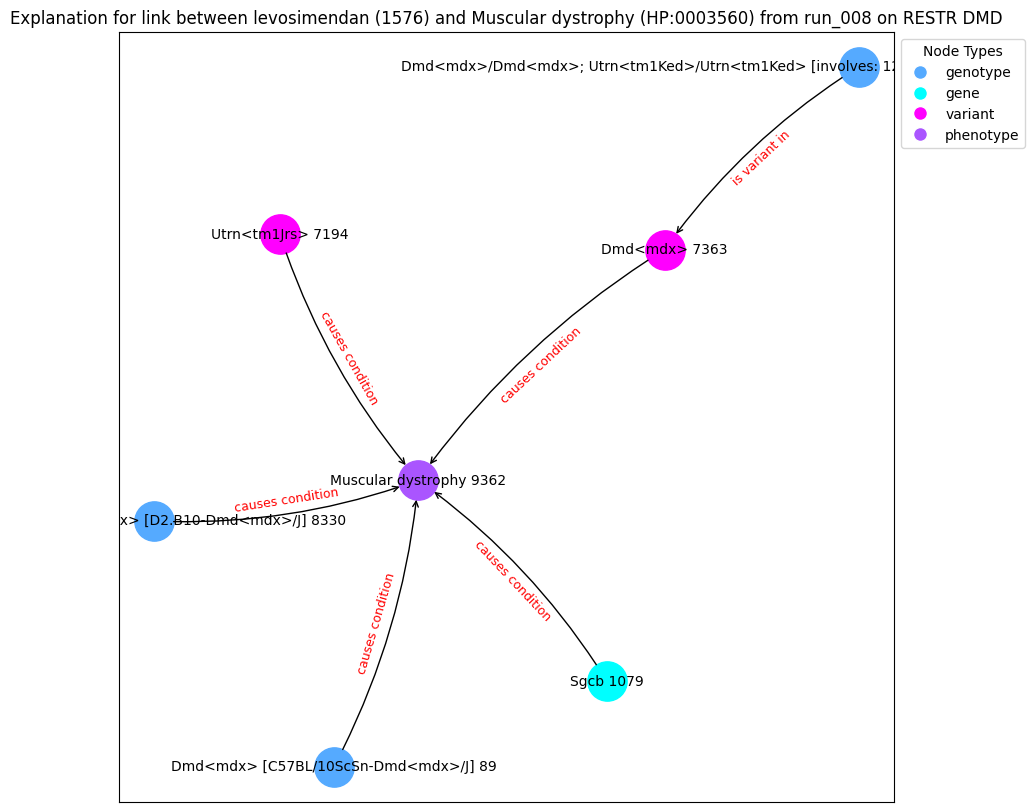 Explanation for link between levosimendan (1576) and Muscular dystrophy (HP:0003560) from run_008 on RESTR DMD
Node Types
genotype
gene
variant
phenotype
Dmd<mdx>/Dmd<mdx>; Utrn<tm1Ked>/Utrn<tm1Ked> [involves: 12
is variant in
Utrn<tm1Jrs> 7194
Dmd<mdx> 7363
causes condition
causes condition
Muscular dystrophy 9362
causes condition
x> [D2.B10-Dmd<mdx>/J] 8330
causes condition
causes condition
Sgcb 1079
Dmd<mdx> [C57BL/10ScSn-Dmd<mdx>/J] 89